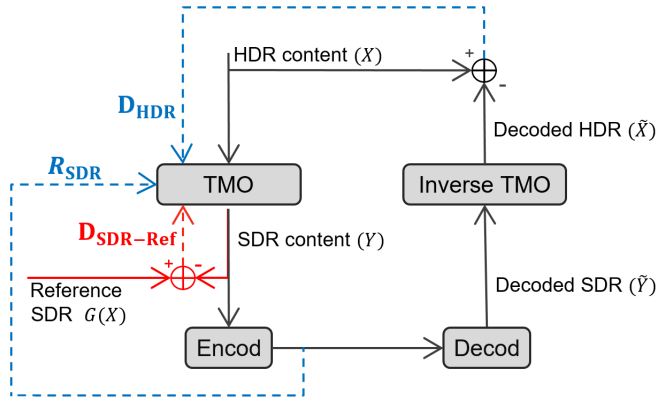 HDR content (X)
+
-
D_HDR
Decoded HDR (X̃)
R_SDR
TMO
Inverse TMO
D_SDR−Ref
SDR content (Y)
+
-
Reference
SDR G(X)
Decoded SDR (Ỹ)
Encod
Decod